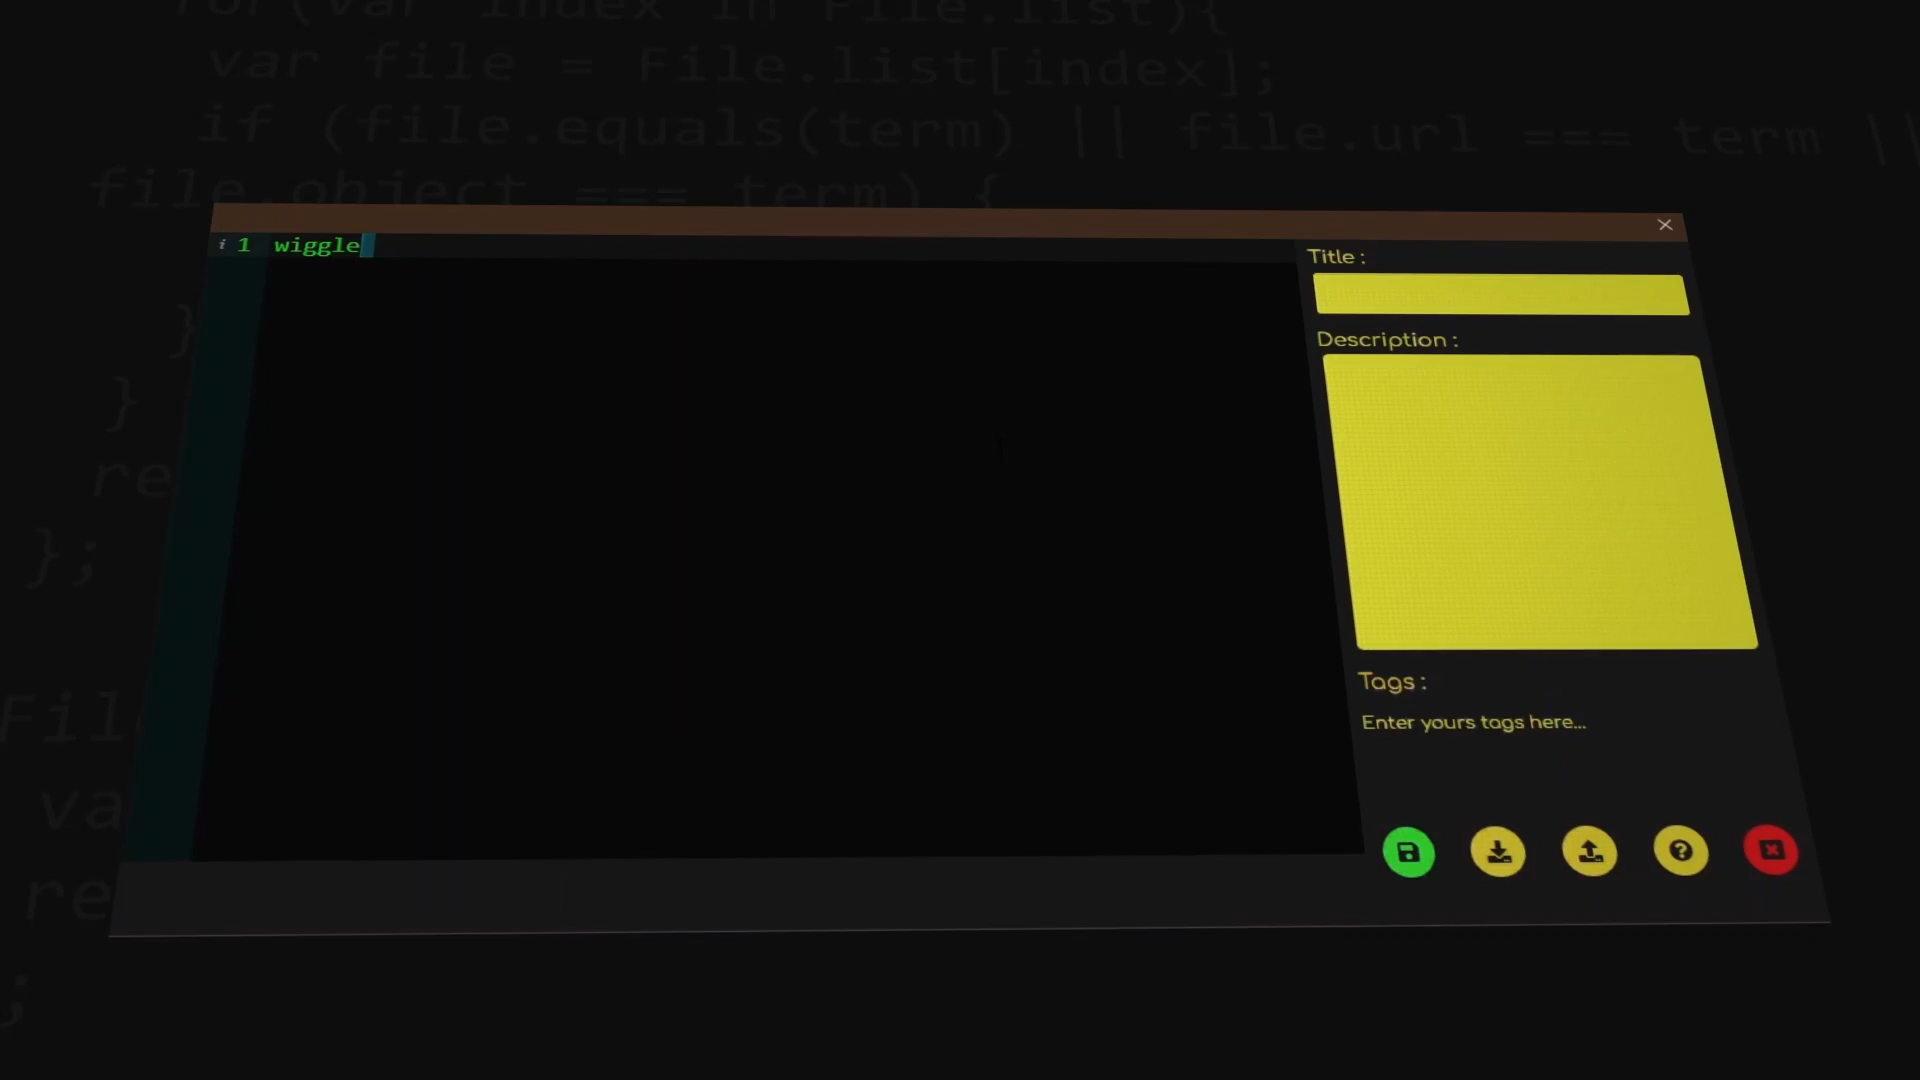 for(var index in File.list){
var file = File.list[index];
if (file.equals(term) || file.url === term ||
file.object === term) {
i 1 wiggle
Title :
Description :
}
}
re
};
Tags :
Enter yours tags here...
Fil
va
re
;